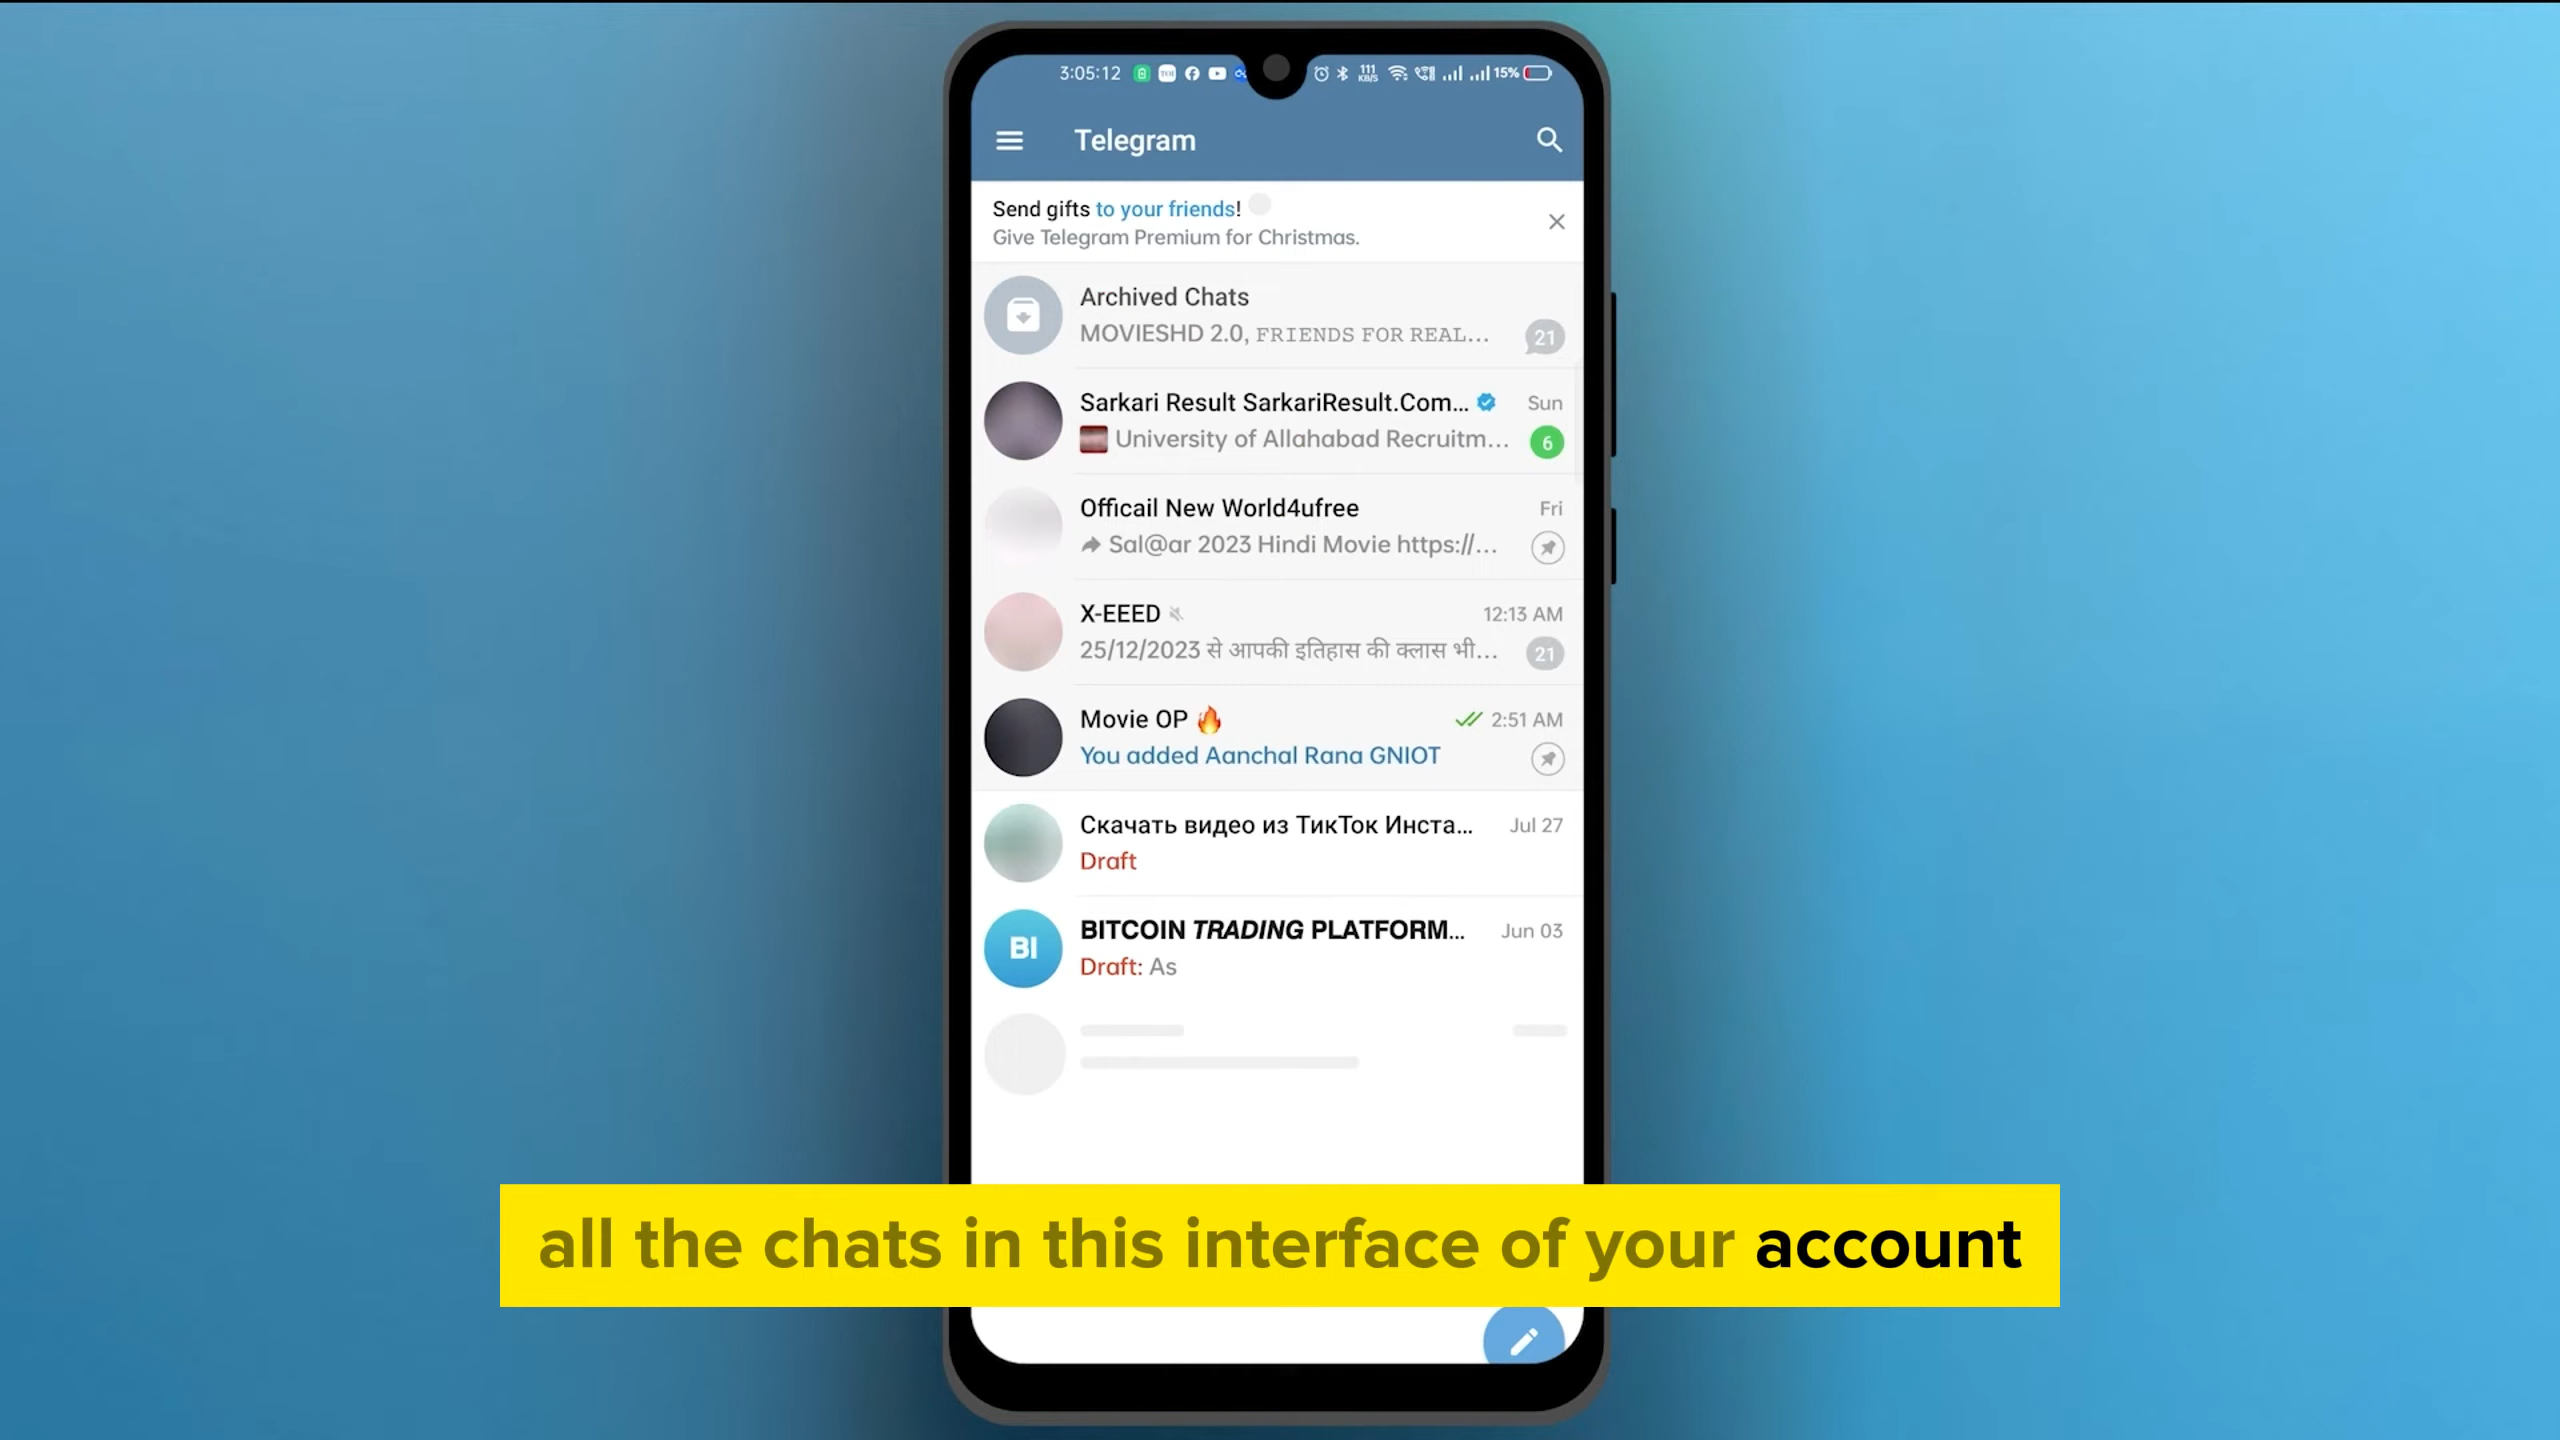 3:05:12
111 KB/S
15%
Telegram
Send gifts to your friends!
Give Telegram Premium for Christmas.
Archived Chats
MOVIESHD 2.0, FRIENDS FOR REAL...
21
Sarkari Result SarkariResult.Com...
Sun
University of Allahabad Recruitm...
6
Officail New World4ufree
Fri
Sal@ar 2023 Hindi Movie https://...
X-EEED
12:13 AM
25/12/2023 से आपकी इतिहास की क्लास भी...
21
Movie OP 🔥
2:51 AM
You added Aanchal Rana GNIOT
Скачать видео из ТикТок Инста...
Jul 27
Draft
BI
BITCOIN TRADING PLATFORM...
Jun 03
Draft: As
all the chats in this interface of your account